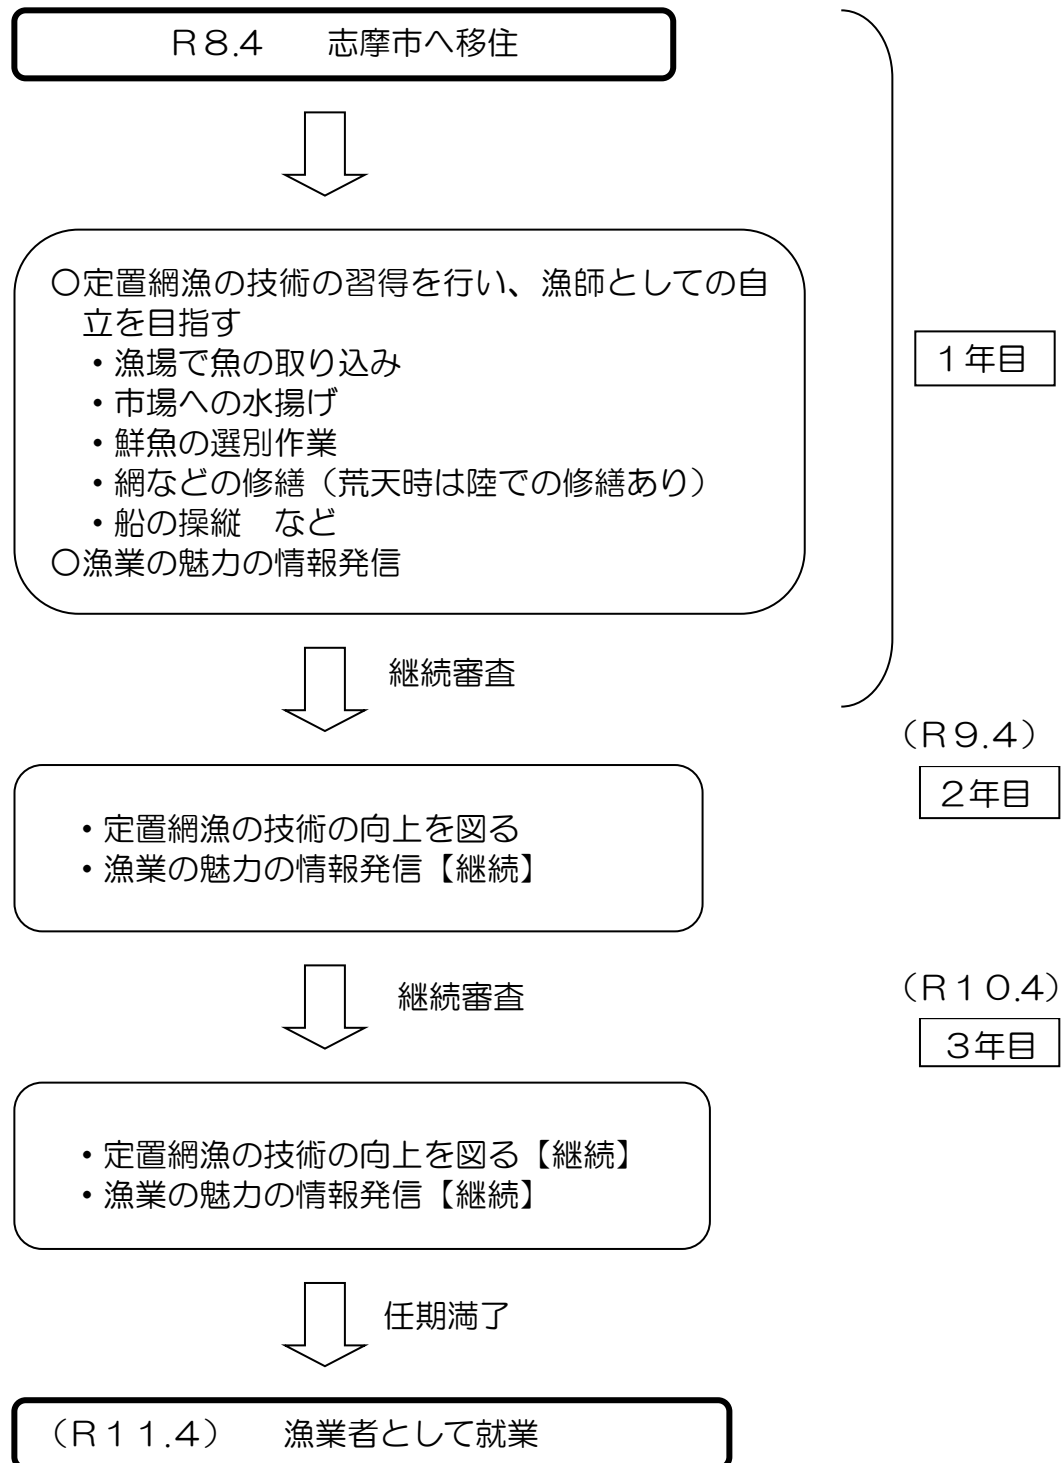 R8.4　　志摩市へ移住
〇定置網漁の技術の習得を行い、漁師としての自
立を目指す
・漁場で魚の取り込み
・市場への水揚げ
・鮮魚の選別作業
・網などの修繕（荒天時は陸での修繕あり）
・船の操縦　など
〇漁業の魅力の情報発信
１年目
継続審査
（R９.４）
２年目
・定置網漁の技術の向上を図る
・漁業の魅力の情報発信【継続】
継続審査
（R１０.４）
３年目
・定置網漁の技術の向上を図る【継続】
・漁業の魅力の情報発信【継続】
任期満了
（R１１.４）　　漁業者として就業